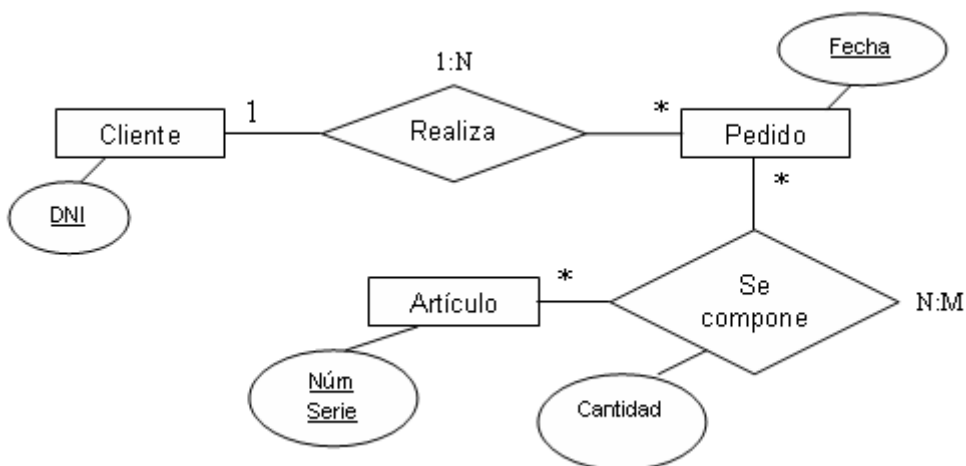 Fecha
1:N
Cliente
1
Realiza
*
Pedido
*
DNI
*
Artículo
Se
compone
N:M
Núm
Serie
Cantidad